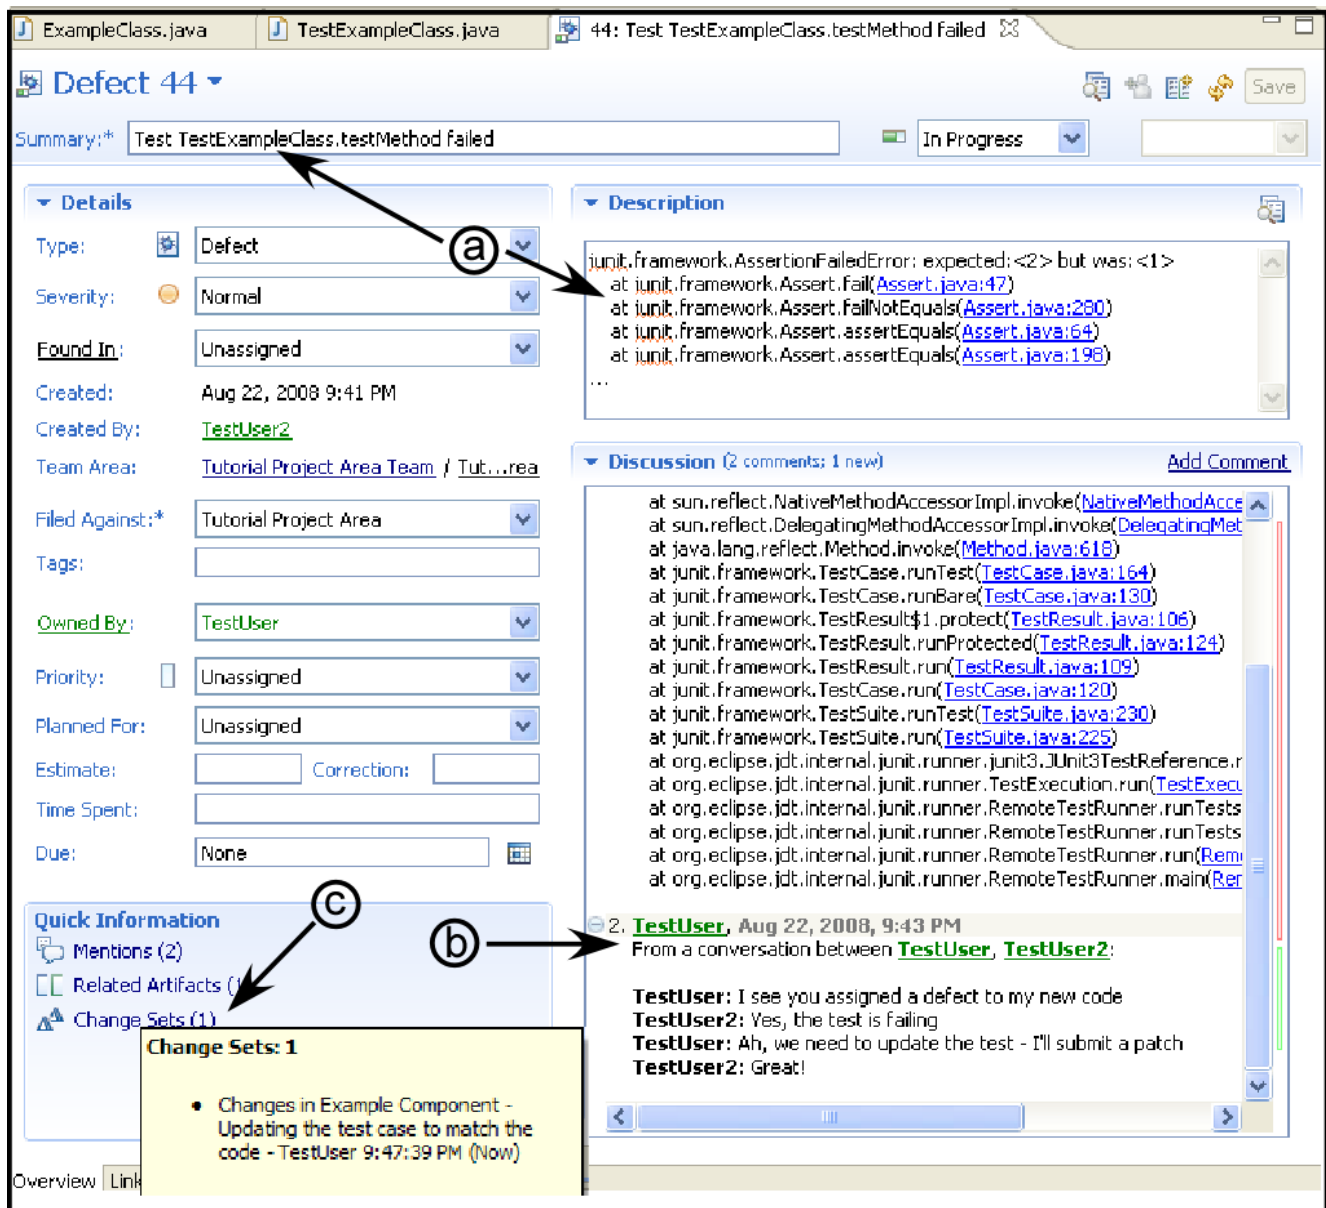 ExampleClass.java
TestExampleClass.java
44: Test TestExampleClass.testMethod failed
Defect 44
Save
Summary:* Test TestExampleClass.testMethod failed
In Progress
a
Details
Type: Defect
Severity: Normal
Found In: Unassigned
Created: Aug 22, 2008 9:41 PM
Created By: TestUser2
Team Area: Tutorial Project Area Team / Tut...rea
Filed Against:* Tutorial Project Area
Tags:
Owned By: TestUser
Priority: Unassigned
Planned For: Unassigned
Estimate: Correction:
Time Spent:
Due: None
c
Quick Information
Mentions (2)
Related Artifacts (
Change Sets (1)
Change Sets: 1
• Changes in Example Component -
Updating the test case to match the
code - TestUser 9:47:39 PM (Now)
Description
junit.framework.AssertionFailedError: expected:<2> but was:<1>
at junit.framework.Assert.fail(Assert.java:47)
at junit.framework.Assert.failNotEquals(Assert.java:280)
at junit.framework.Assert.assertEquals(Assert.java:64)
at junit.framework.Assert.assertEquals(Assert.java:198)
...
Discussion (2 comments; 1 new)
Add Comment
at sun.reflect.NativeMethodAccessorImpl.invoke(NativeMethodAcce
at sun.reflect.DelegatingMethodAccessorImpl.invoke(DelegatingMet
at java.lang.reflect.Method.invoke(Method.java:618)
at junit.framework.TestCase.runTest(TestCase.java:164)
at junit.framework.TestCase.runBare(TestCase.java:130)
at junit.framework.TestResult$1.protect(TestResult.java:106)
at junit.framework.TestResult.runProtected(TestResult.java:124)
at junit.framework.TestResult.run(TestResult.java:109)
at junit.framework.TestCase.run(TestCase.java:120)
at junit.framework.TestSuite.runTest(TestSuite.java:230)
at junit.framework.TestSuite.run(TestSuite.java:225)
at org.eclipse.jdt.internal.junit.runner.junit3.JUnit3TestReference.r
at org.eclipse.jdt.internal.junit.runner.TestExecution.run(TestExecu
at org.eclipse.jdt.internal.junit.runner.RemoteTestRunner.runTests
at org.eclipse.jdt.internal.junit.runner.RemoteTestRunner.runTests
at org.eclipse.jdt.internal.junit.runner.RemoteTestRunner.run(Rem
at org.eclipse.jdt.internal.junit.runner.RemoteTestRunner.main(Rer
b
2. TestUser, Aug 22, 2008, 9:43 PM
From a conversation between TestUser, TestUser2:
TestUser: I see you assigned a defect to my new code
TestUser2: Yes, the test is failing
TestUser: Ah, we need to update the test - I'll submit a patch
TestUser2: Great!
Overview Link